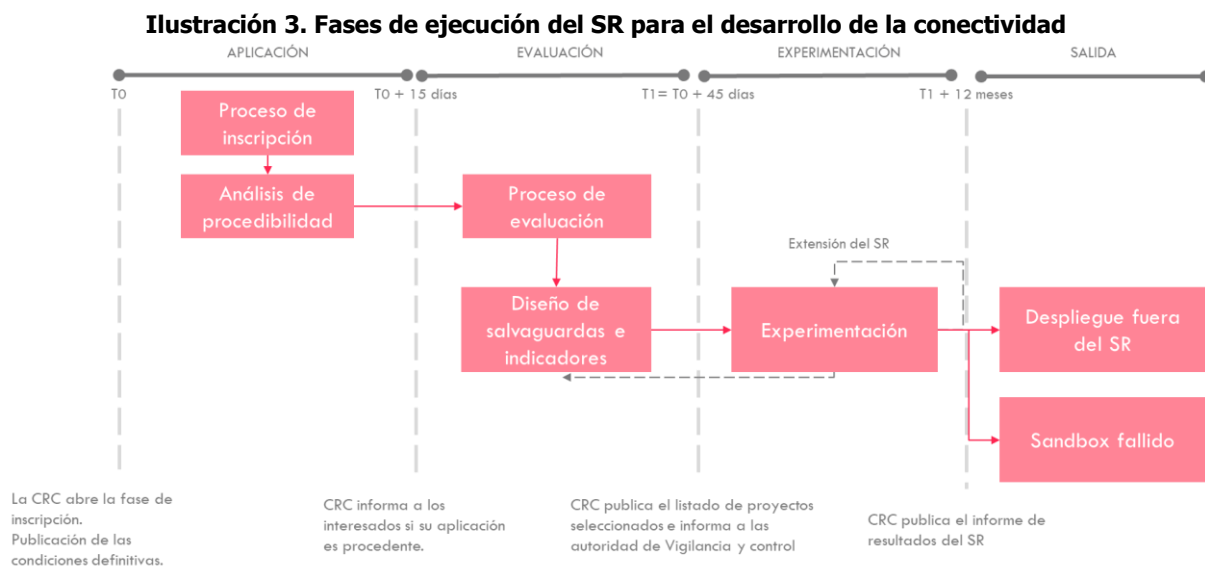 Ilustración 3. Fases de ejecución del SR para el desarrollo de la conectividad
APLICACIÓN
EVALUACIÓN
EXPERIMENTACIÓN
SALIDA
T0
T0 + 15 días
T1= T0 + 45 días
T1 + 12 meses
Proceso de
inscripción
Análisis de
procedibilidad
Proceso de
evaluación
Extensión del SR
Diseño de
salvaguardas e
indicadores
Experimentación
Despliegue fuera
del SR
Sandbox fallido
La CRC abre la fase de
inscripción.
Publicación de las
condiciones definitivas.
CRC informa a los
interesados si su aplicación
es procedente.
CRC publica el listado de proyectos
seleccionados e informa a las
autoridad de Vigilancia y control
CRC publica el informe de
resultados del SR